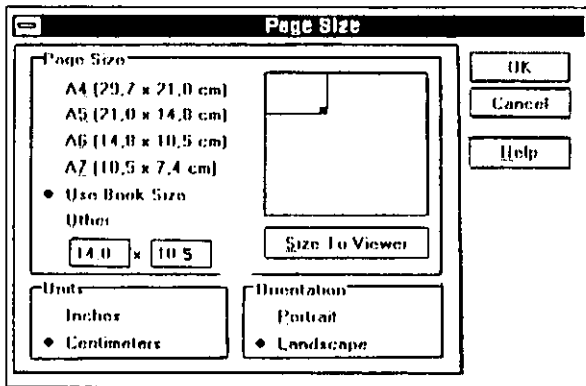 Page Size
Page Size
A4 (29,7 x 21,0 cm)
A5 (21,0 x 14,8 cm)
A6 (14,8 x 10,5 cm)
A7 (10,5 x 7,4 cm)
Use Book Size
Other
14,0 x 10,5
Size To Viewer
OK
Cancel
Help
Units
Inches
Centimeters
Orientation
Portrait
Landscape